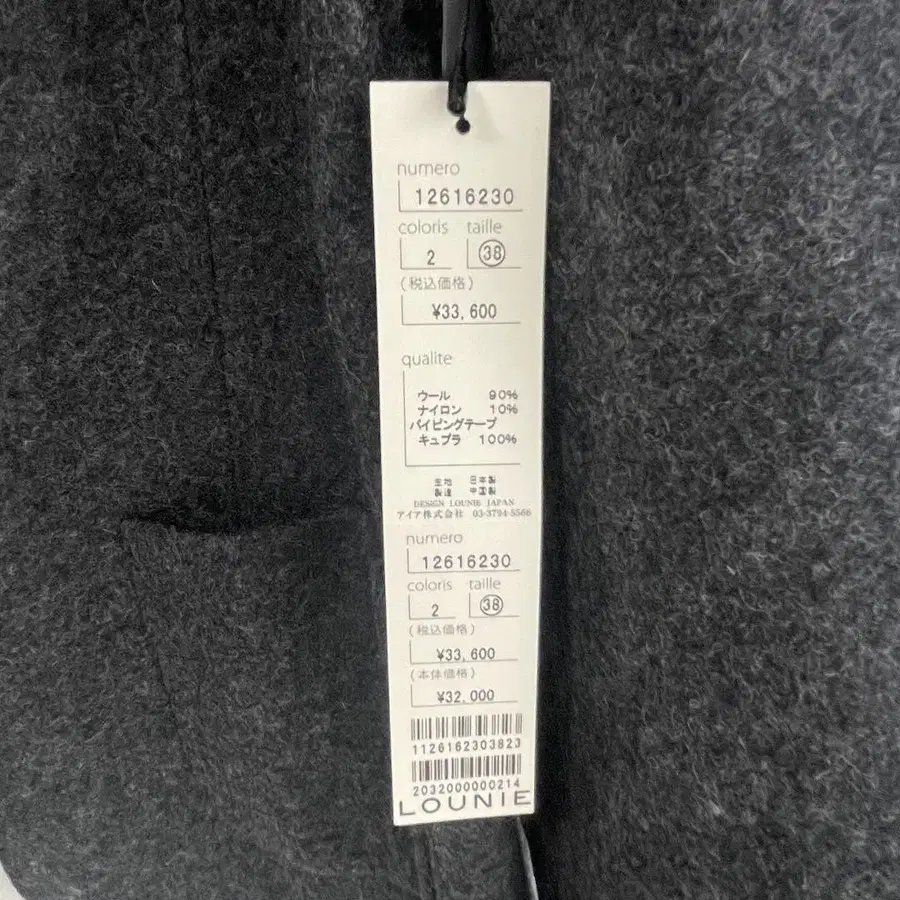 numero
12616230
coloris taille
2 38
(税込価格)
¥33,600
qualite
ウール 90%
ナイロン 10%
パイピングテープ
キュプラ 100%
生地 日本製
製造 中国製
DESIGN LOUNIE JAPAN
アイア株式会社 03-3794-5566
numero
12616230
coloris taille
2 38
(税込価格)
¥33,600
(本体価格)
¥32,000
1126162303823
2032000000214
LOUNIE